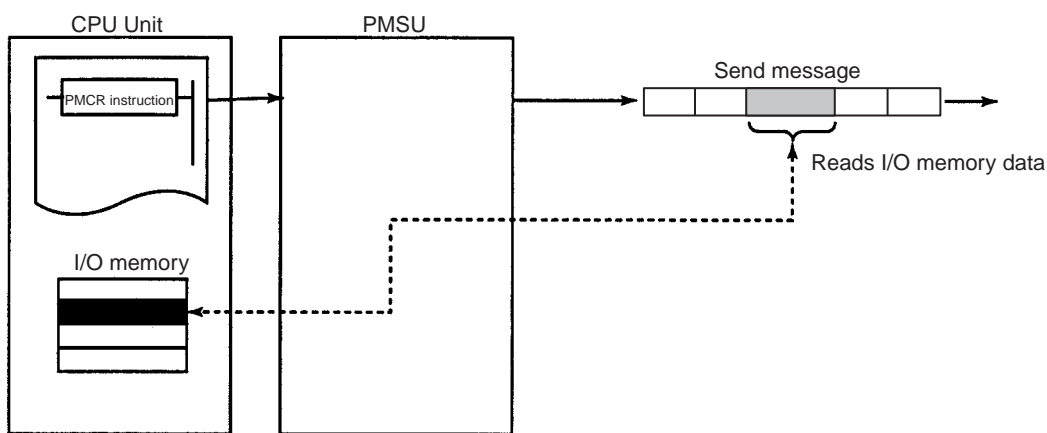 CPU Unit
PMSU
PMCR instruction
Send message
Reads I/O memory data
I/O memory